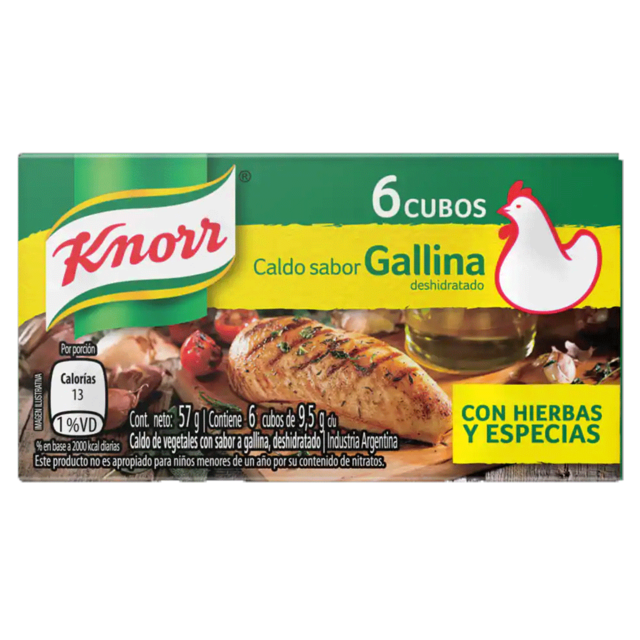 Knorr®
6 CUBOS
Caldo sabor Gallina
deshidratado
CON HIERBAS
Y ESPECIAS
IMAGEN ILUSTRATIVA
Por porción
Calorías
13
1 %VD
% en base a 2000 kcal diarias
Cont. neto: 57 g | Contiene 6 cubos de 9,5 g c/u
Caldo de vegetales con sabor a gallina, deshidratado | Industria Argentina
Este producto no es apropiado para niños menores de un año por su contenido de nitratos.